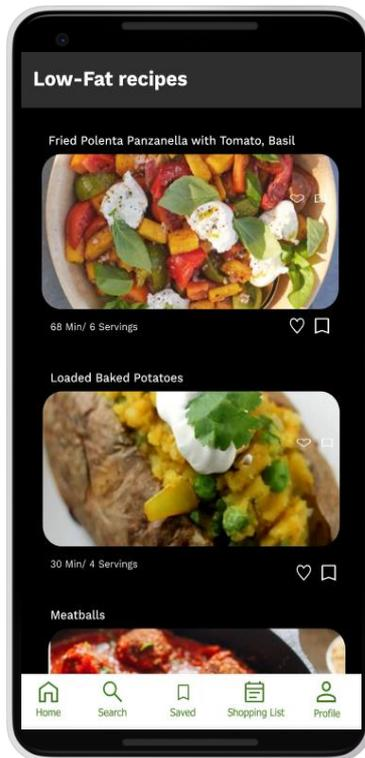 Low-Fat recipes
Fried Polenta Panzanella with Tomato, Basil
68 Min/ 6 Servings
Loaded Baked Potatoes
30 Min/ 4 Servings
Meatballs
Home Search Saved Shopping List Profile